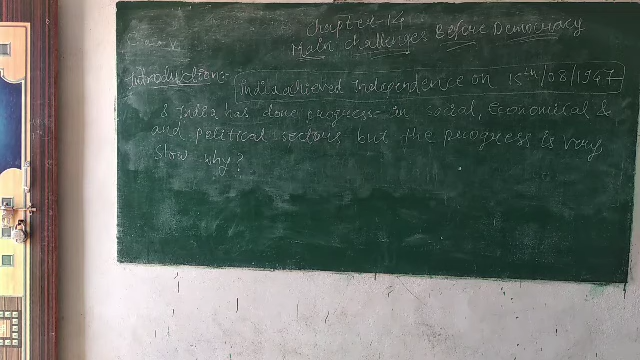 Chapter-14
Main challenges Before Democracy
Introduction:- India achieved Independence on 15th/08/1947
& India has done progresse in Social, Economical &
and political sectors but the progress is very
Slow why?